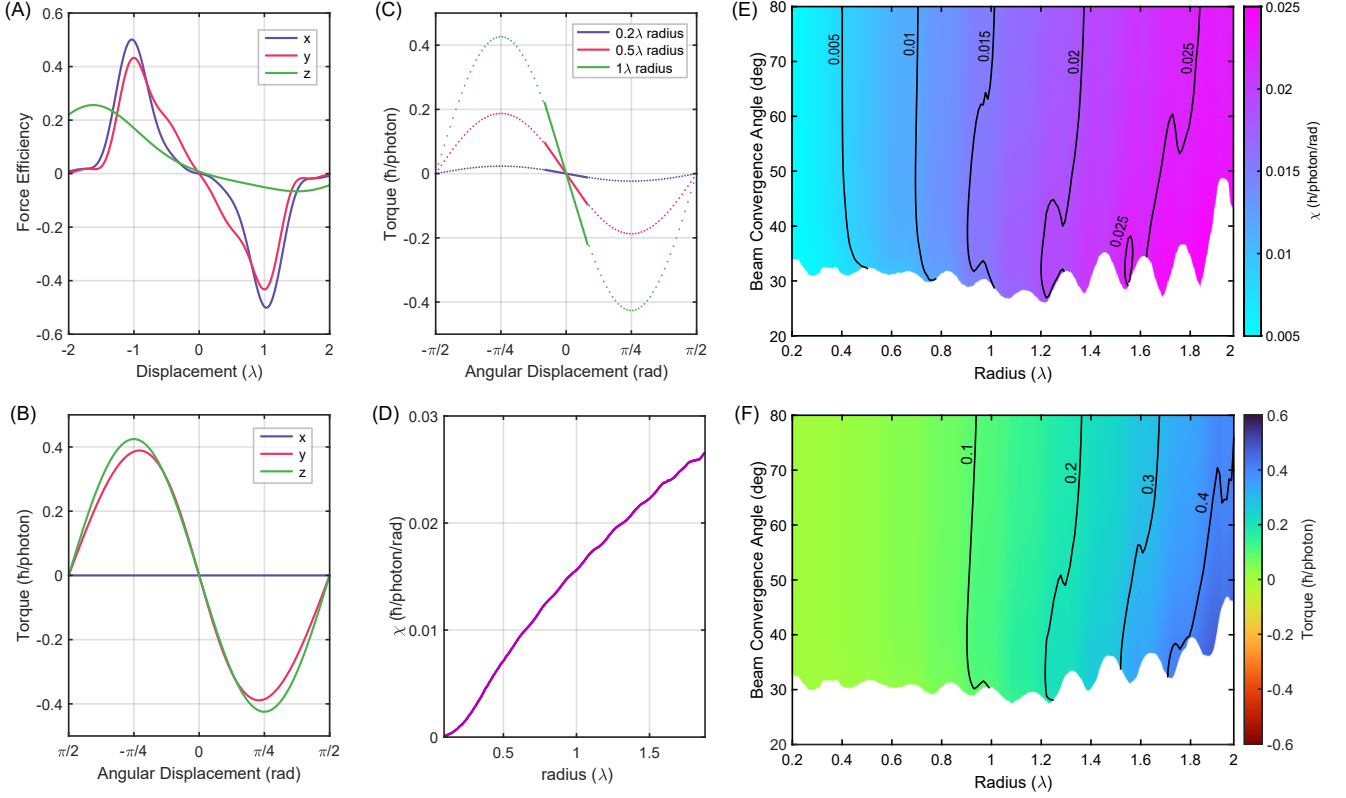 (A)
Force Efficiency
0.6
0.4
0.2
0
-0.2
-0.4
-0.6
-2
-1
0
1
2
Displacement (λ)
x
y
z
(C)
Torque (ħ/photon)
0.4
0.2
0
-0.2
-0.4
-π/2
-π/4
0
π/4
π/2
Angular Displacement (rad)
0.2λ radius
0.5λ radius
1λ radius
(E)
Beam Convergence Angle (deg)
80
70
60
50
40
30
20
0.2
0.4
0.6
0.8
1
1.2
1.4
1.6
1.8
2
Radius (λ)
0.005
0.01
0.015
0.02
0.025
0.025
0.025
0.02
0.015
0.01
0.005
χ (ħ/photon/rad)
(B)
Torque (ħ/photon)
0.4
0.2
0
-0.2
-0.4
π/2
-π/4
0
π/4
π/2
Angular Displacement (rad)
x
y
z
(D)
χ (ħ/photon/rad)
0.03
0.02
0.01
0
0.5
1
1.5
radius (λ)
(F)
Beam Convergence Angle (deg)
80
70
60
50
40
30
20
0.2
0.4
0.6
0.8
1
1.2
1.4
1.6
1.8
2
Radius (λ)
0.1
0.2
0.3
0.4
0.6
0.4
0.2
0
-0.2
-0.4
-0.6
Torque (ħ/photon)